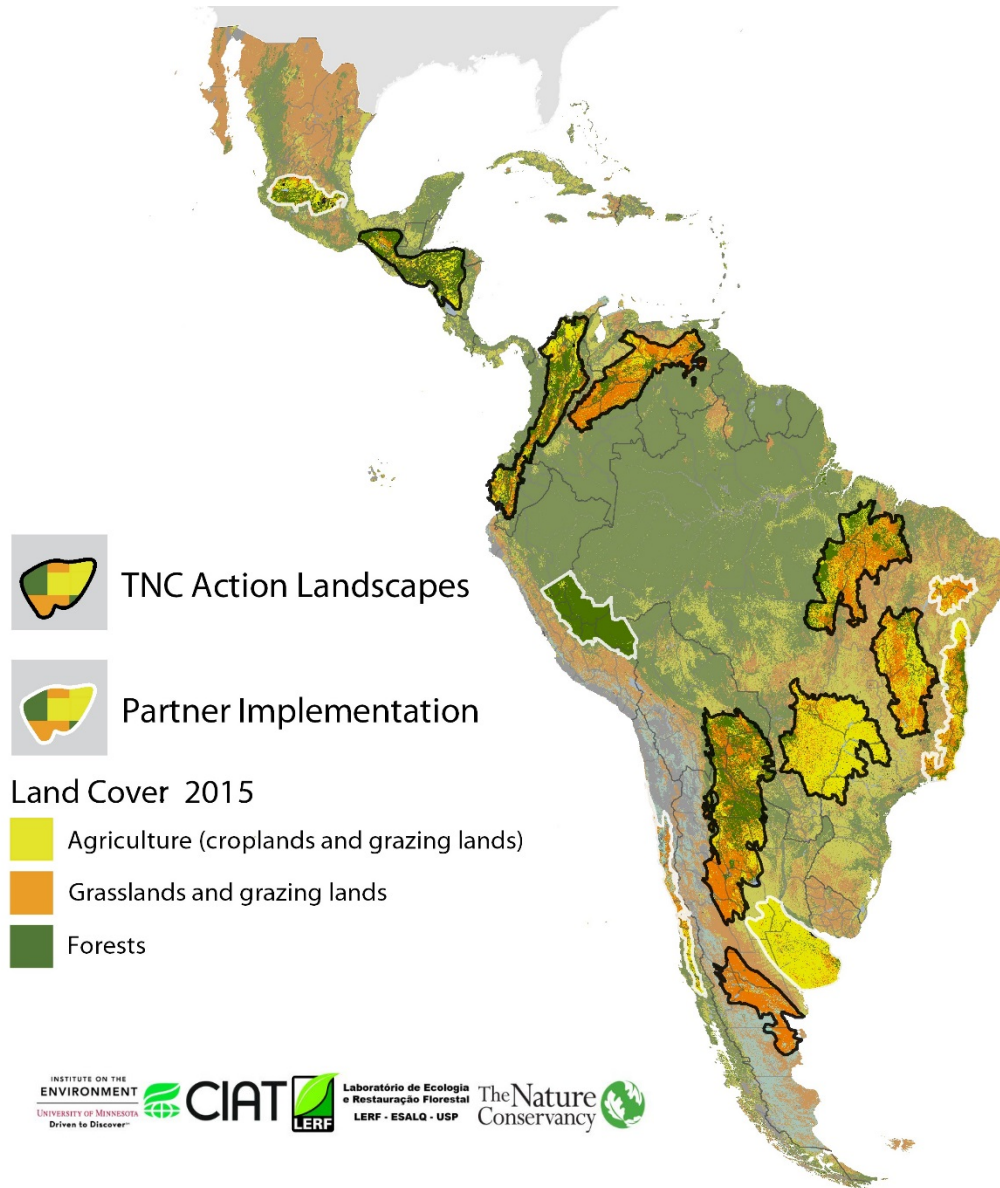 TNC Action Landscapes
Partner Implementation
Land Cover 2015
Agriculture (croplands and grazing lands)
Grasslands and grazing lands
Forests
INSTITUTE ON THE
ENVIRONMENT
UNIVERSITY OF MINNESOTA
Driven to Discover℠
CIAT
LERF
Laboratório de Ecologia
e Restauração Florestal
LERF - ESALQ - USP
The Nature
Conservancy